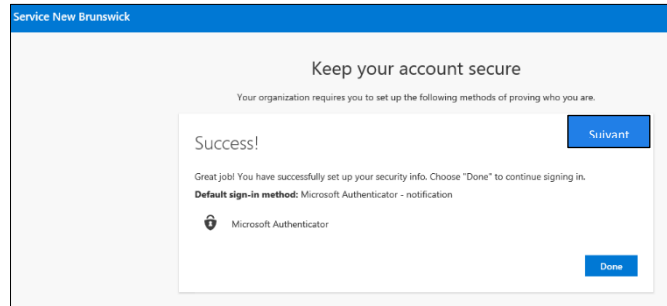 Service New Brunswick
Keep your account secure
Your organization requires you to set up the following methods of proving who you are.
Suivant
Success!
Great job! You have successfully set up your security info. Choose "Done" to continue signing in.
Default sign-in method: Microsoft Authenticator - notification
Microsoft Authenticator
Done